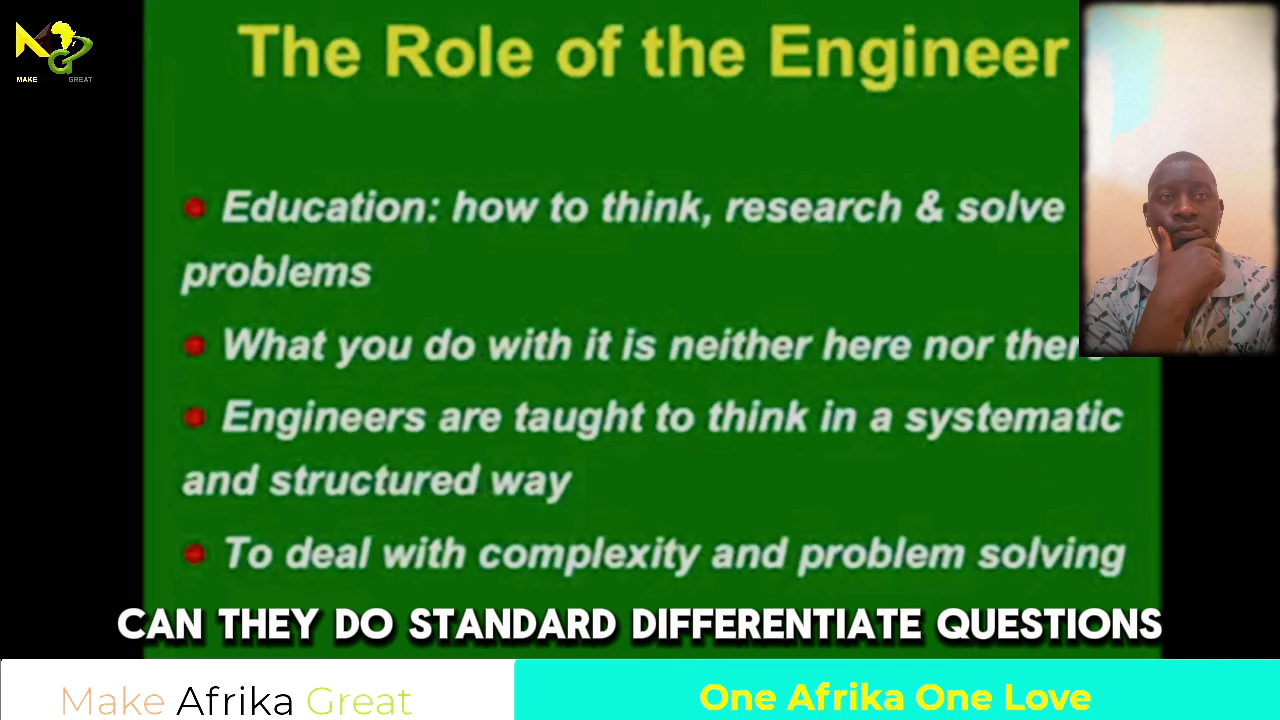 MAKE GREAT
The Role of the Engineer
Education: how to think, research & solve
problems
What you do with it is neither here nor there
Engineers are taught to think in a systematic
and structured way
To deal with complexity and problem solving
CAN THEY DO STANDARD DIFFERENTIATE QUESTIONS
Make Afrika Great
One Afrika One Love